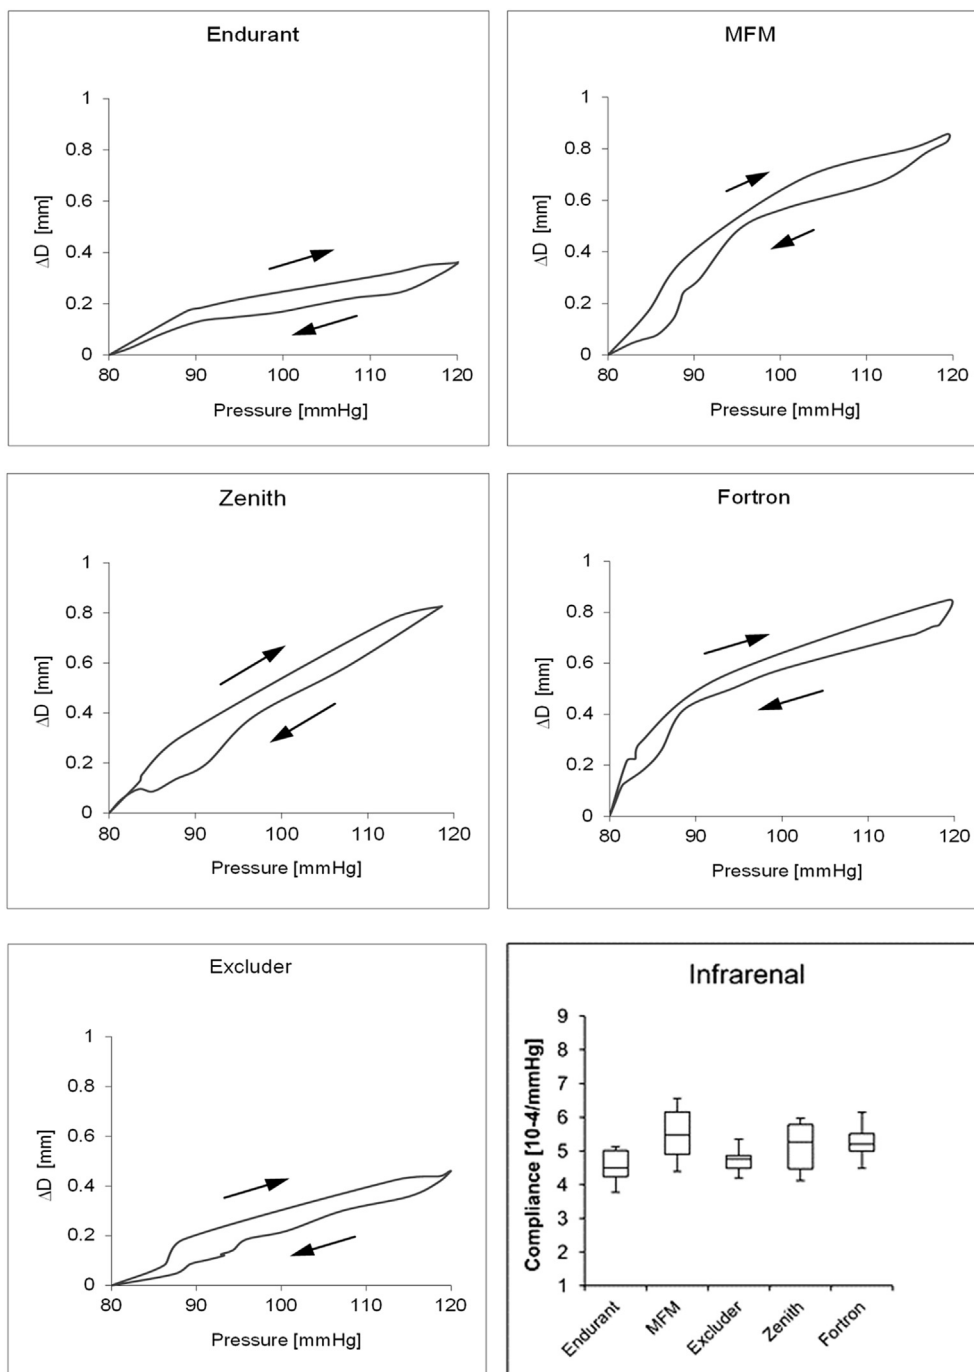 Endurant
1
0.8
0.6
0.4
0.2
0
ΔD [mm]
80 90 100 110 120
Pressure [mmHg]
MFM
1
0.8
0.6
0.4
0.2
0
ΔD [mm]
80 90 100 110 120
Pressure [mmHg]
Zenith
1
0.8
0.6
0.4
0.2
0
ΔD [mm]
80 90 100 110 120
Pressure [mmHg]
Fortron
1
0.8
0.6
0.4
0.2
0
ΔD [mm]
80 90 100 110 120
Pressure [mmHg]
Excluder
1
0.8
0.6
0.4
0.2
0
ΔD [mm]
80 90 100 110 120
Pressure [mmHg]
Infrarenal
9
8
7
6
5
4
3
2
1
Compliance [10-4/mmHg]
Endurant
MFM
Excluder
Zenith
Fortron